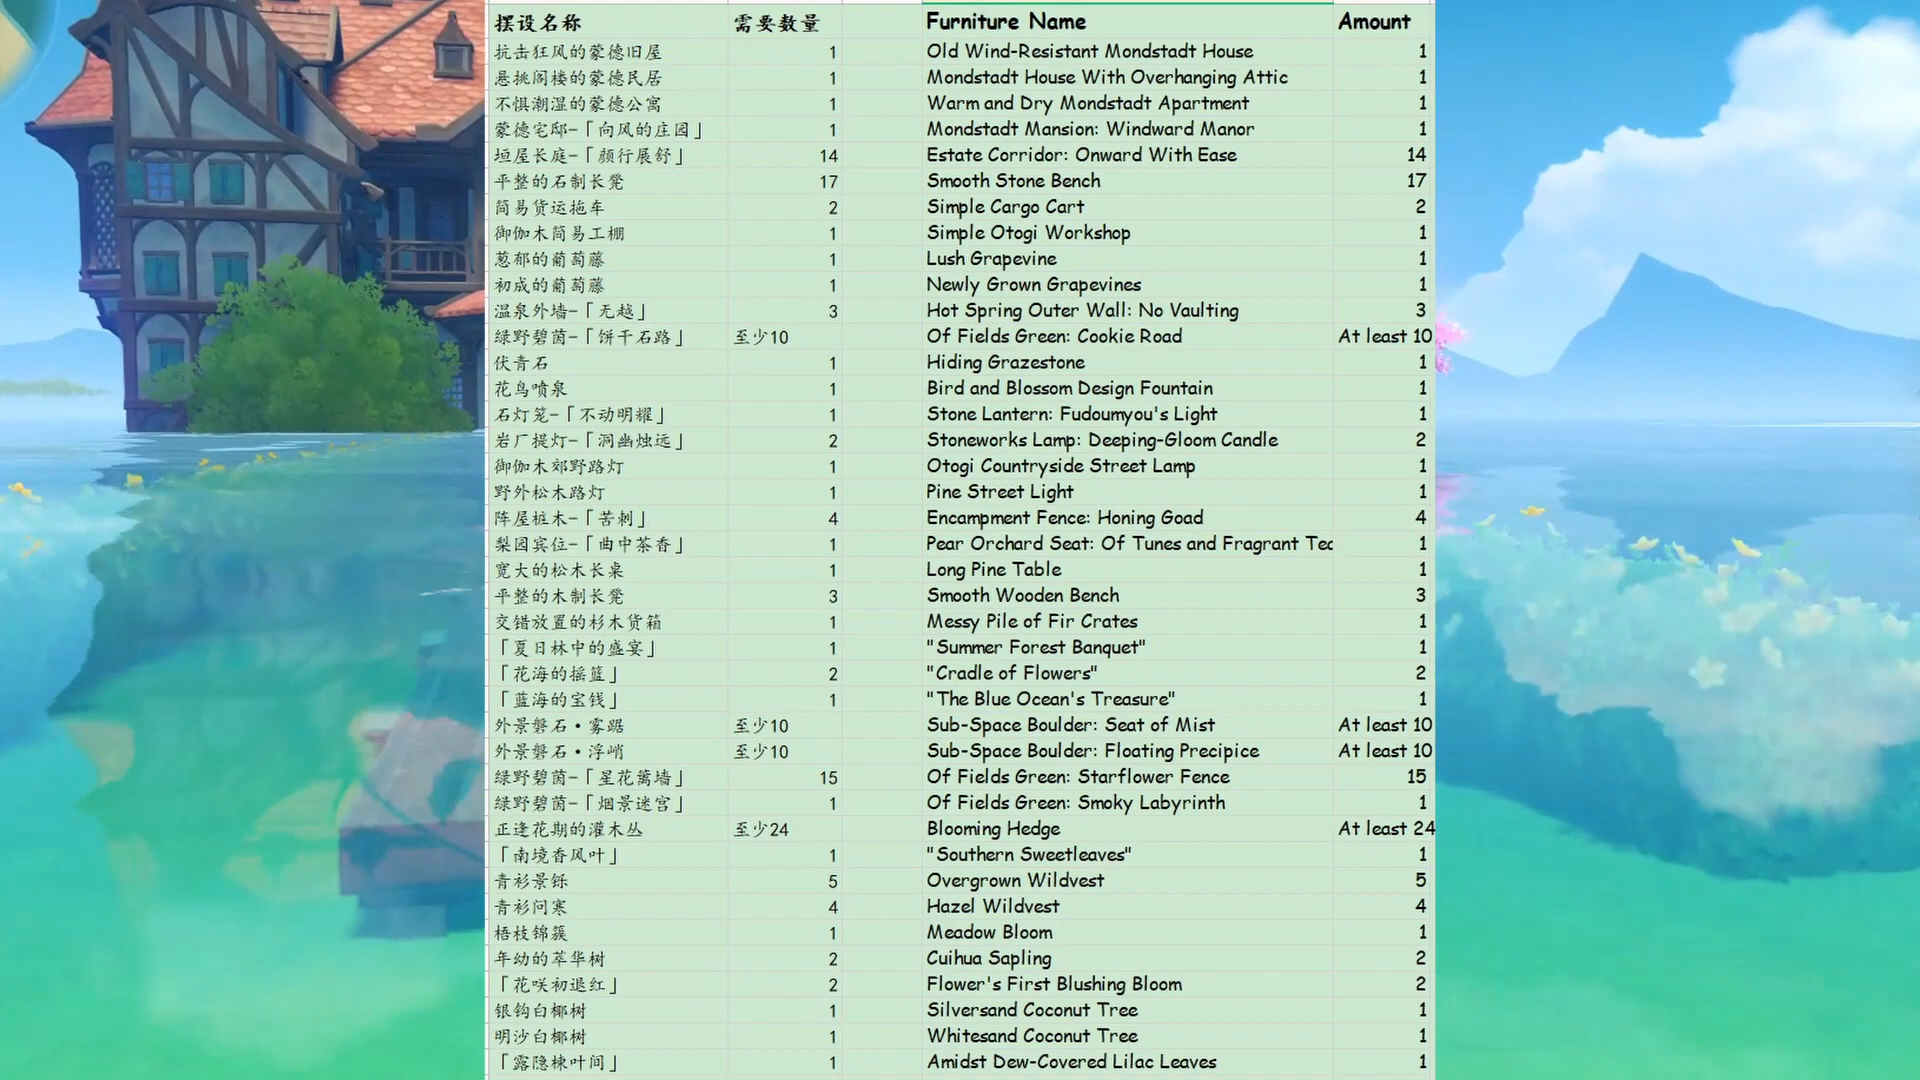 摆设名称 需要数量 Furniture Name Amount
抗击狂风的蒙德旧屋 1 Old Wind-Resistant Mondstadt House 1
悬挑阁楼的蒙德民居 1 Mondstadt House With Overhanging Attic 1
不惧潮湿的蒙德公寓 1 Warm and Dry Mondstadt Apartment 1
蒙德宅邸-「向风的庄园」 1 Mondstadt Mansion: Windward Manor 1
垣屋长庭-「颜行展舒」 14 Estate Corridor: Onward With Ease 14
平整的石制长凳 17 Smooth Stone Bench 17
简易货运拖车 2 Simple Cargo Cart 2
御伽木简易工棚 1 Simple Otogi Workshop 1
葱郁的葡萄藤 1 Lush Grapevine 1
初成的葡萄藤 1 Newly Grown Grapevines 1
温泉外墙-「无越」 3 Hot Spring Outer Wall: No Vaulting 3
绿野碧茵-「饼干石路」 至少10 Of Fields Green: Cookie Road At least 10
伏青石 1 Hiding Grazestone 1
花鸟喷泉 1 Bird and Blossom Design Fountain 1
石灯笼-「不动明耀」 1 Stone Lantern: Fudoumyou's Light 1
岩厂提灯-「洞幽烛远」 2 Stoneworks Lamp: Deeping-Gloom Candle 2
御伽木郊野路灯 1 Otogi Countryside Street Lamp 1
野外松木路灯 1 Pine Street Light 1
阵屋桩木-「苦刺」 4 Encampment Fence: Honing Goad 4
梨园宾位-「曲中茶香」 1 Pear Orchard Seat: Of Tunes and Fragrant Tea 1
宽大的松木长桌 1 Long Pine Table 1
平整的木制长凳 3 Smooth Wooden Bench 3
交错放置的杉木货箱 1 Messy Pile of Fir Crates 1
「夏日林中的盛宴」 1 "Summer Forest Banquet" 1
「花海的摇篮」 2 "Cradle of Flowers" 2
「蓝海的宝钱」 1 "The Blue Ocean's Treasure" 1
外景磐石·雾踞 至少10 Sub-Space Boulder: Seat of Mist At least 10
外景磐石·浮峭 至少10 Sub-Space Boulder: Floating Precipice At least 10
绿野碧茵-「星花篱墙」 15 Of Fields Green: Starflower Fence 15
绿野碧茵-「烟景迷宫」 1 Of Fields Green: Smoky Labyrinth 1
正逢花期的灌木丛 至少24 Blooming Hedge At least 24
「南境香风叶」 1 "Southern Sweetleaves" 1
青衫景铄 5 Overgrown Wildvest 5
青衫问寒 4 Hazel Wildvest 4
梧枝锦簇 1 Meadow Bloom 1
年幼的萃华树 2 Cuihua Sapling 2
「花咲初退红」 2 Flower's First Blushing Bloom 2
银钩白椰树 1 Silversand Coconut Tree 1
明沙白椰树 1 Whitesand Coconut Tree 1
「露隐楝叶间」 1 Amidst Dew-Covered Lilac Leaves 1